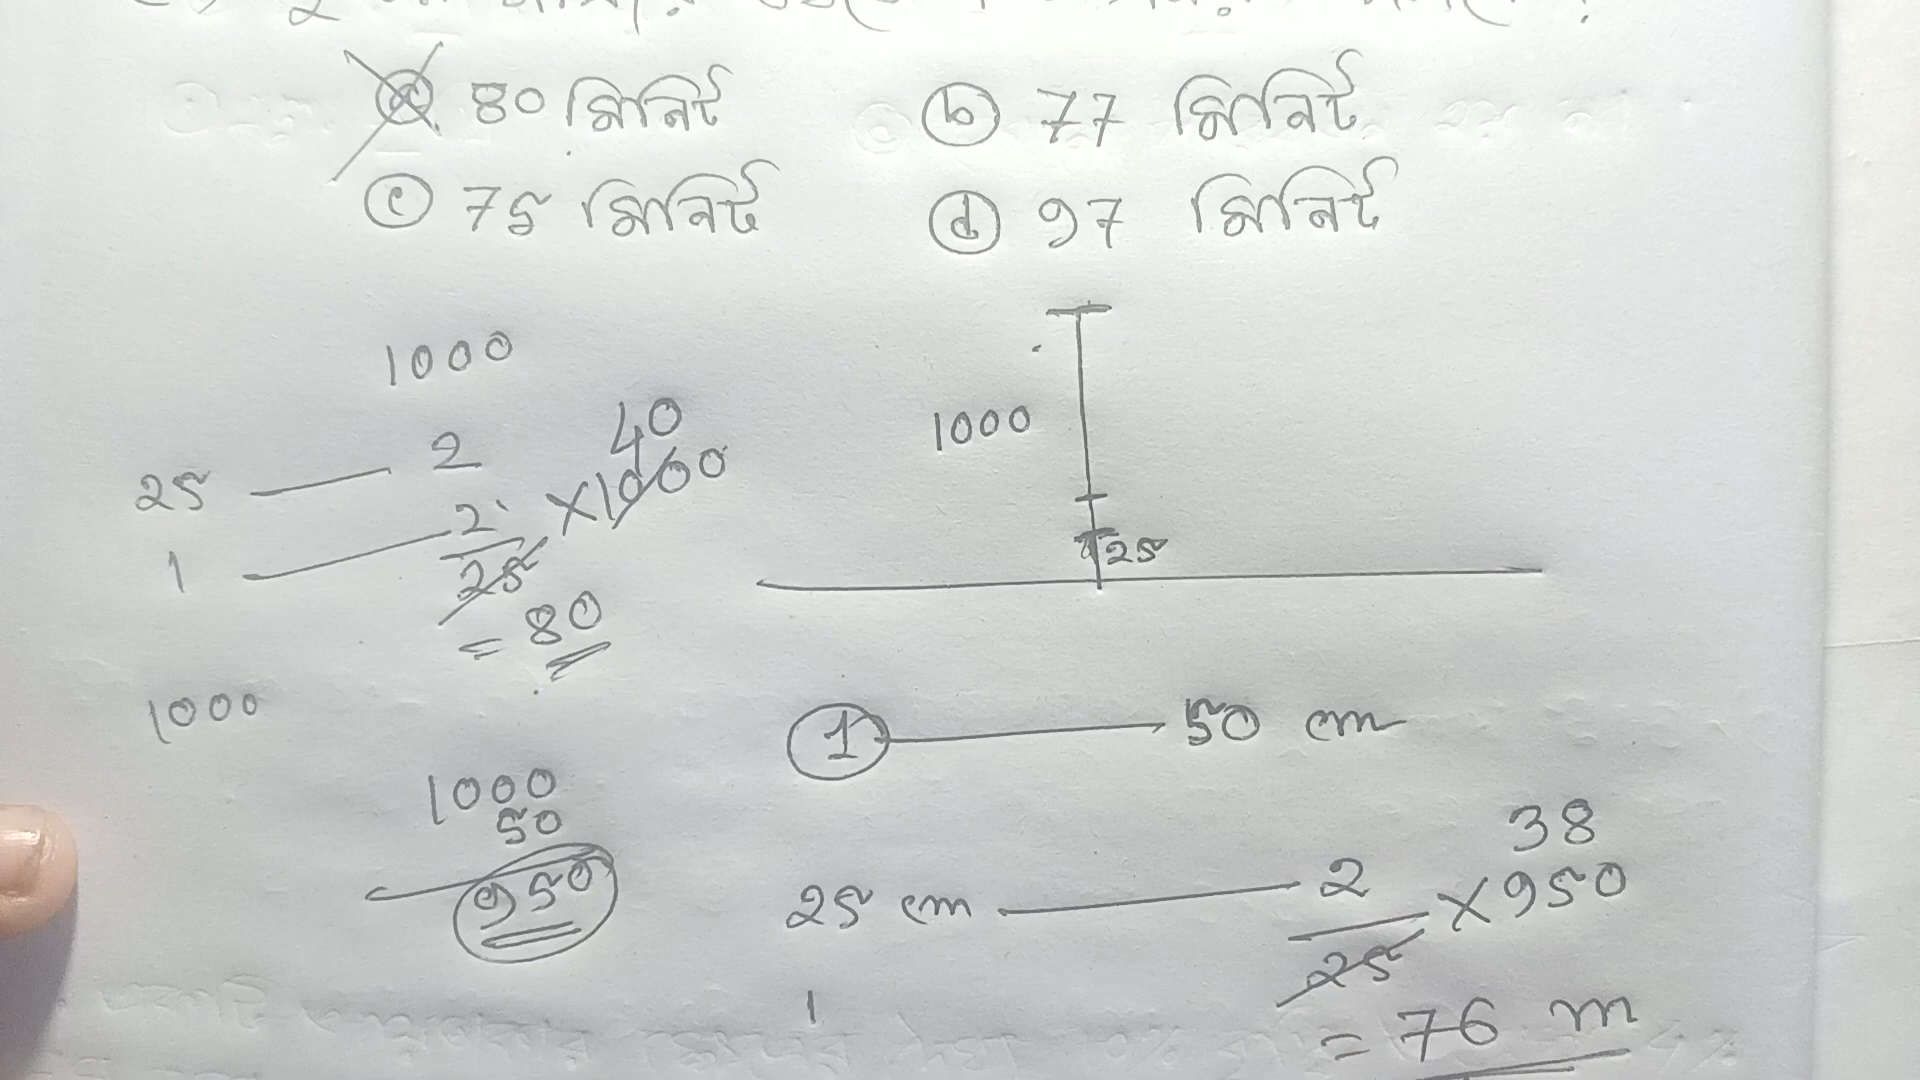 ⓐ 80 মিনিট ⓑ 77 মিনিট
ⓒ 75 মিনিট ⓓ 97 মিনিট
1000
40
25 — 2
1 — 2/25 × 1000
= 80
1000
25
1000
1000
50
950
① — 50 cm
38
25 cm — 2/25 × 950
1
= 76 m